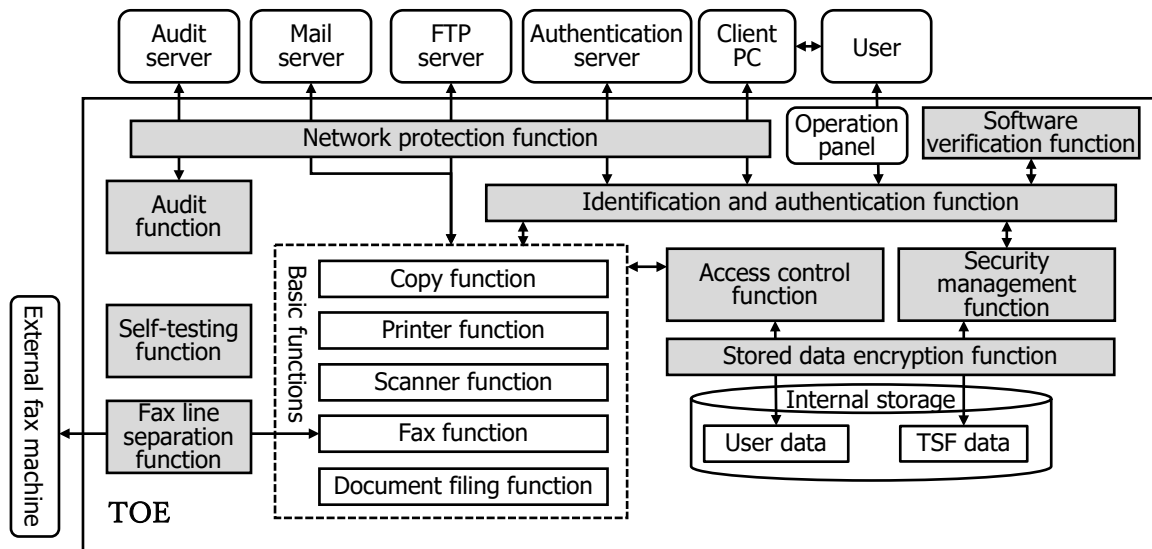 Audit
server
Mail
server
FTP
server
Authentication
server
Client
PC
User
Network protection function
Operation
panel
Software
verification function
Audit
function
Identification and authentication function
Basic functions
Copy function
Printer function
Scanner function
Fax function
Document filing function
Access control
function
Security
management
function
Self-testing
function
Stored data encryption function
External fax machine
Fax line
separation
function
Internal storage
User data
TSF data
TOE